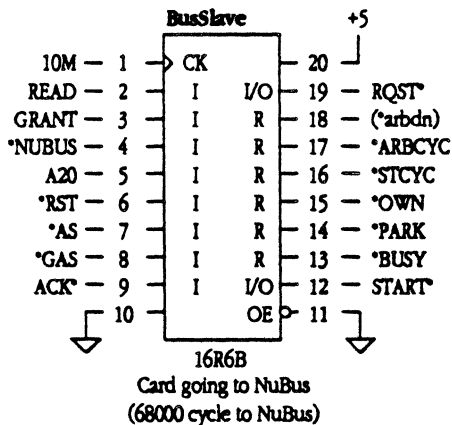 BusSlave
+5
10M 1 CK 20
READ 2 I I/O 19 RQST*
GRANT 3 I R 18 (*arbdn)
*NUBUS 4 I R 17 *ARBCYC
A20 5 I R 16 *STCYC
*RST 6 I R 15 *OWN
*AS 7 I R 14 *PARK
*GAS 8 I R 13 *BUSY
ACK* 9 I I/O 12 START*
10 OE 11
16R6B
Card going to NuBus
(68000 cycle to NuBus)